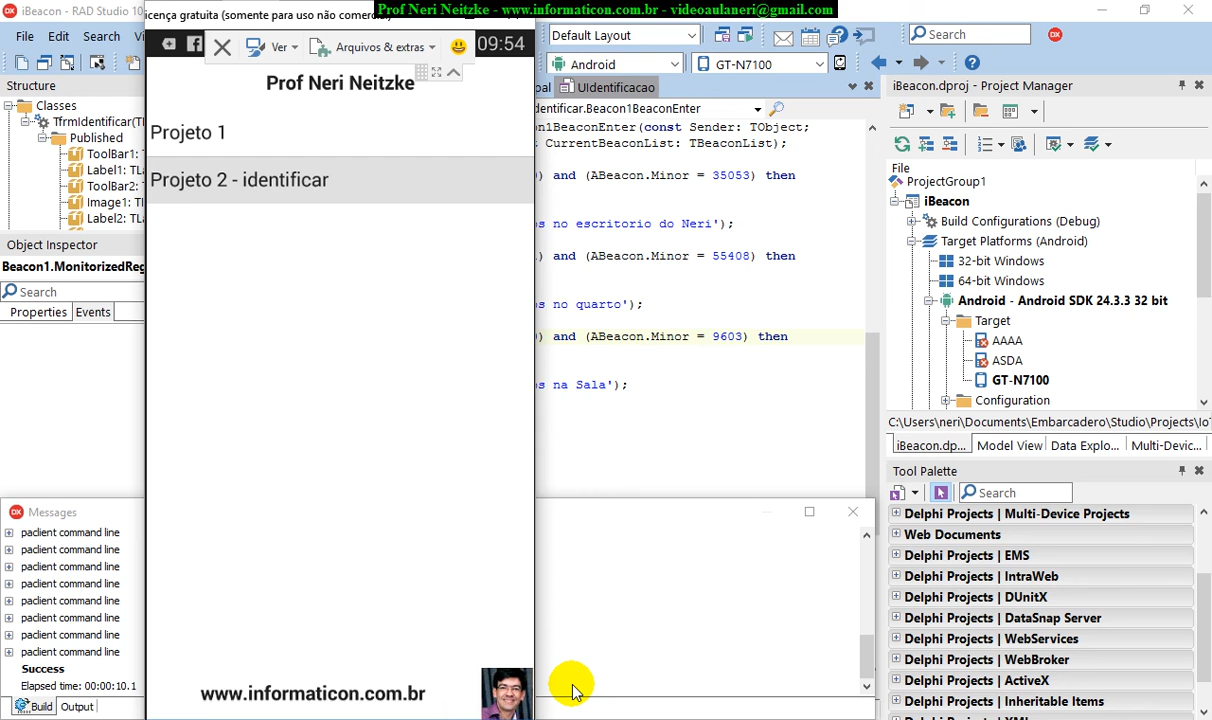 Prof Neri Neitzke - www.informaticon.com.br - videoaulaneri@gmail.com
iBeacon - RAD Studio 10
icença gratuita (somente para uso não comercial
File Edit Search
Default Layout
Search
Ver
Arquivos & extras
09:54
Android
GT-N7100
Structure
Classes
TfrmIdentificar(T
Published
ToolBar1:
Label1: T
ToolBar2:
Image1: T
Label2: TL
Object Inspector
Beacon1.MonitorizedReg
Search
Properties Events
Prof Neri Neitzke
Projeto 1
Projeto 2 - identificar
www.informaticon.com.br
UIdentificacao
dentificar.Beacon1BeaconEnter
n1BeaconEnter(const Sender: TObject;
CurrentBeaconList: TBeaconList);
) and (ABeacon.Minor = 35053) then
os no escritorio do Neri');
) and (ABeacon.Minor = 55408) then
os no quarto');
) and (ABeacon.Minor = 9603) then
os na Sala');
iBeacon.dproj - Project Manager
File
ProjectGroup1
iBeacon
Build Configurations (Debug)
Target Platforms (Android)
32-bit Windows
64-bit Windows
Android - Android SDK 24.3.3 32 bit
Target
AAAA
ASDA
GT-N7100
Configuration
C:\Users\neri\Documents\Embarcadero\Studio\Projects\Io
iBeacon.dp... Model View Data Explo... Multi-Devic...
Tool Palette
Search
Delphi Projects | Multi-Device Projects
Web Documents
Delphi Projects | EMS
Delphi Projects | IntraWeb
Delphi Projects | DUnitX
Delphi Projects | DataSnap Server
Delphi Projects | WebServices
Delphi Projects | WebBroker
Delphi Projects | ActiveX
Delphi Projects | Inheritable Items
Messages
paclient command line
paclient command line
paclient command line
paclient command line
paclient command line
paclient command line
paclient command line
paclient command line
Success
Elapsed time: 00:00:10.1
Build Output